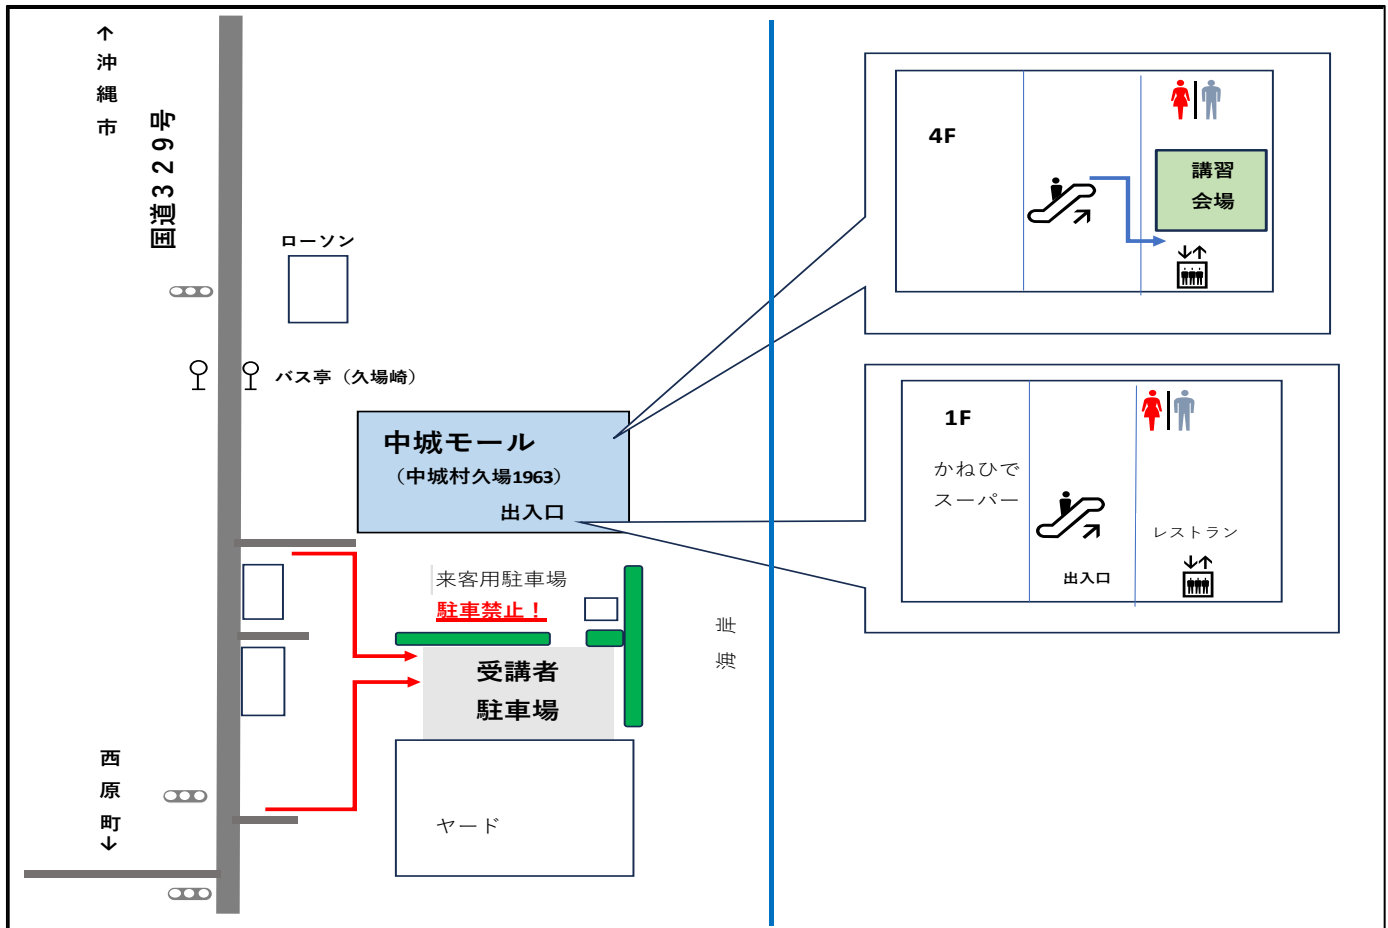 ↑沖縄市
国道329号
ローソン
バス亭（久場崎）
中城モール
（中城村久場1963）
出入口
来客用駐車場
駐車禁止！
受講者
駐車場
ヤード
西原町↓
海岸
4F
講習
会場
1F
かねひで
スーパー
レストラン
出入口